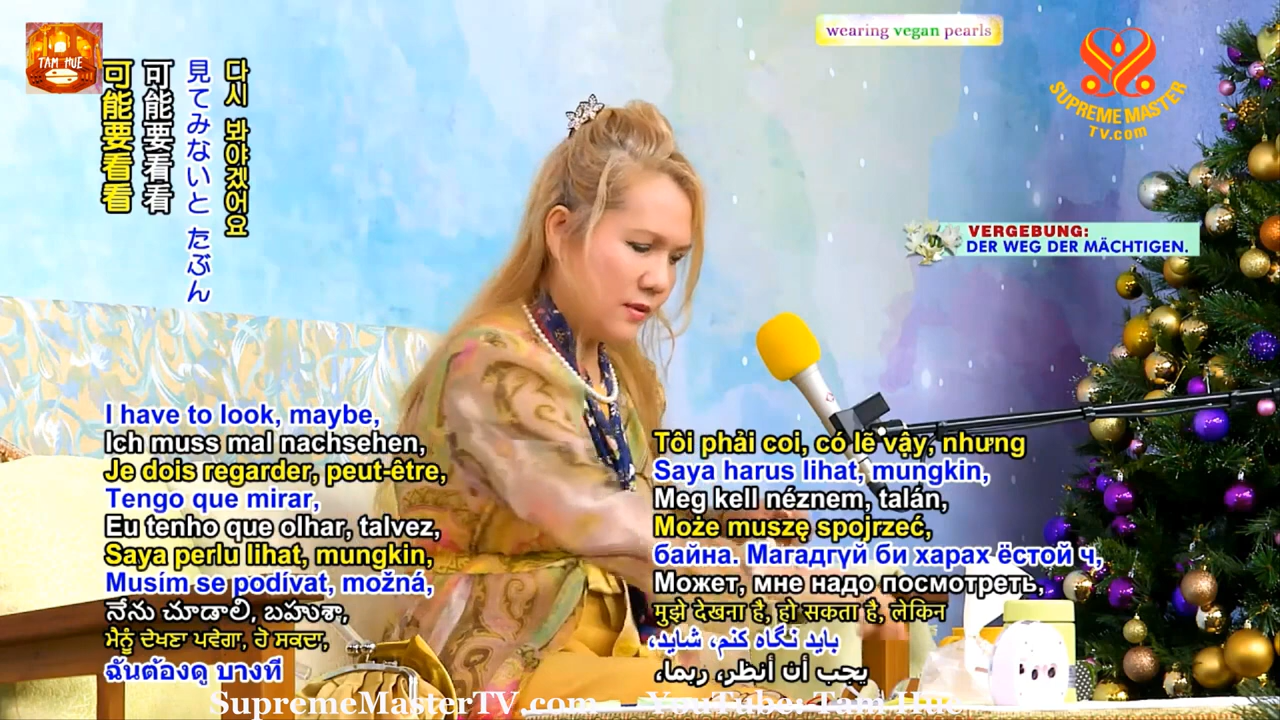 TAM HUE
wearing vegan pearls
SUPREME MASTER
TV.com
VERGEBUNG:
DER WEG DER MÄCHTIGEN.
다시 봐야겠어요
見てみないと たぶん
可能要看看
可能要看看
I have to look, maybe,
Ich muss mal nachsehen,
Je dois regarder, peut-être,
Tengo que mirar,
Eu tenho que olhar, talvez,
Saya perlu lihat, mungkin,
Musím se podívat, možná,
నేను చూడాలి, బహుశా,
ਮੈਨੂੰ ਦੇਖਣਾ ਪਵੇਗਾ, ਹੋ ਸਕਦਾ,
ฉันต้องดู บางที
Tôi phải coi, có lẽ vậy, nhưng
Saya harus lihat, mungkin,
Meg kell néznem, talán,
Może muszę spojrzeć,
байна. Магадгүй би харах ёстой ч,
Может, мне надо посмотреть,
मुझे देखना है, हो सकता है, लेकिन
باید نگاه کنم، شاید،
يجب أن أنظر، ربما،
SupremeMasterTV.com YouTube: Tam Hue